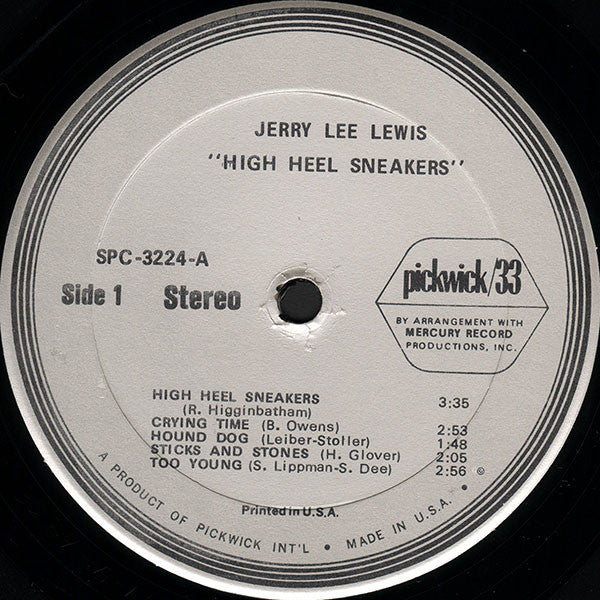 JERRY LEE LEWIS
"HIGH HEEL SNEAKERS"
SPC-3224-A
Side 1 Stereo
pickwick/33
BY ARRANGEMENT WITH
MERCURY RECORD
PRODUCTIONS, INC.
HIGH HEEL SNEAKERS 3:35
(R. Higginbatham)
CRYING TIME (B. Owens) 2:53
HOUND DOG (Leiber-Stoller) 1:48
STICKS AND STONES (H. Glover) 2:05
TOO YOUNG (S. Lippman-S. Dee) 2:56 ©
Printed in U.S.A.
A PRODUCT OF PICKWICK INT'L • MADE IN U.S.A. •